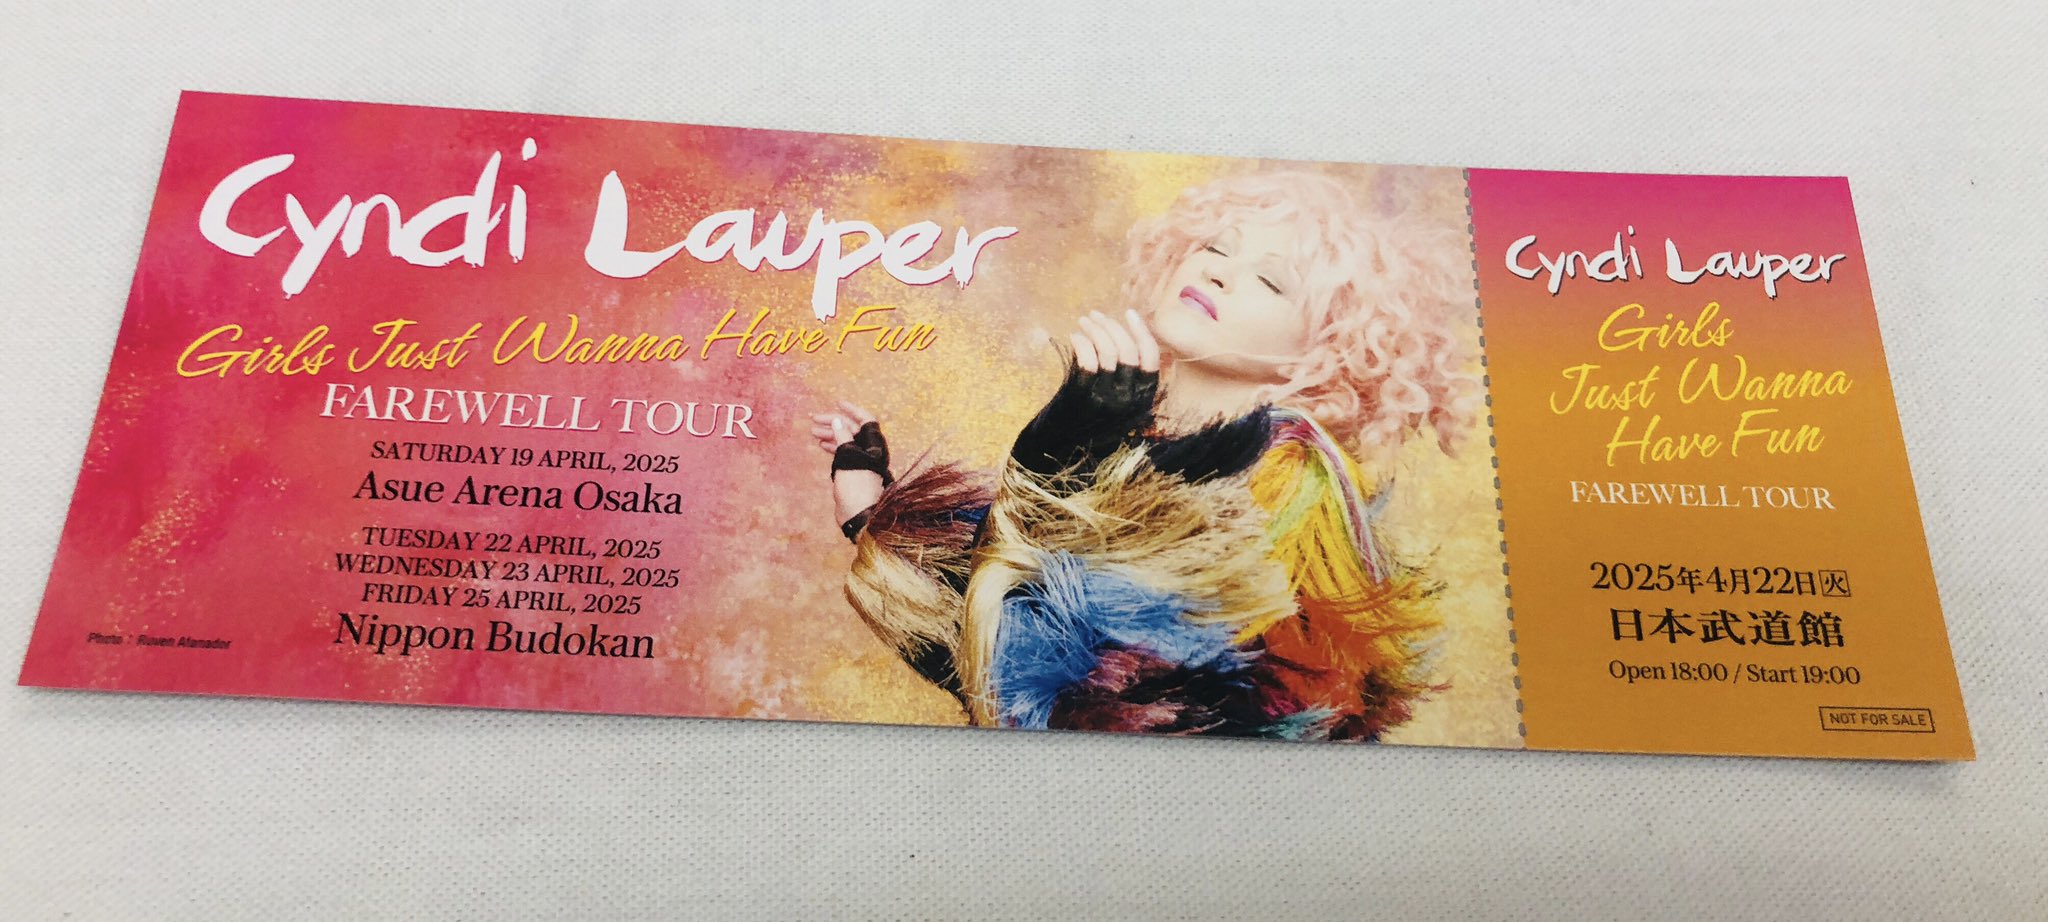 Cyndi Lauper
Girls Just Wanna Have Fun
FAREWELL TOUR
SATURDAY 19 APRIL, 2025
Asue Arena Osaka
TUESDAY 22 APRIL, 2025
WEDNESDAY 23 APRIL, 2025
FRIDAY 25 APRIL, 2025
Nippon Budokan
Photo : Ruven Afanador
Cyndi Lauper
Girls
Just Wanna
Have Fun
FAREWELL TOUR
2025年4月22日火
日本武道館
Open 18:00 / Start 19:00
NOT FOR SALE